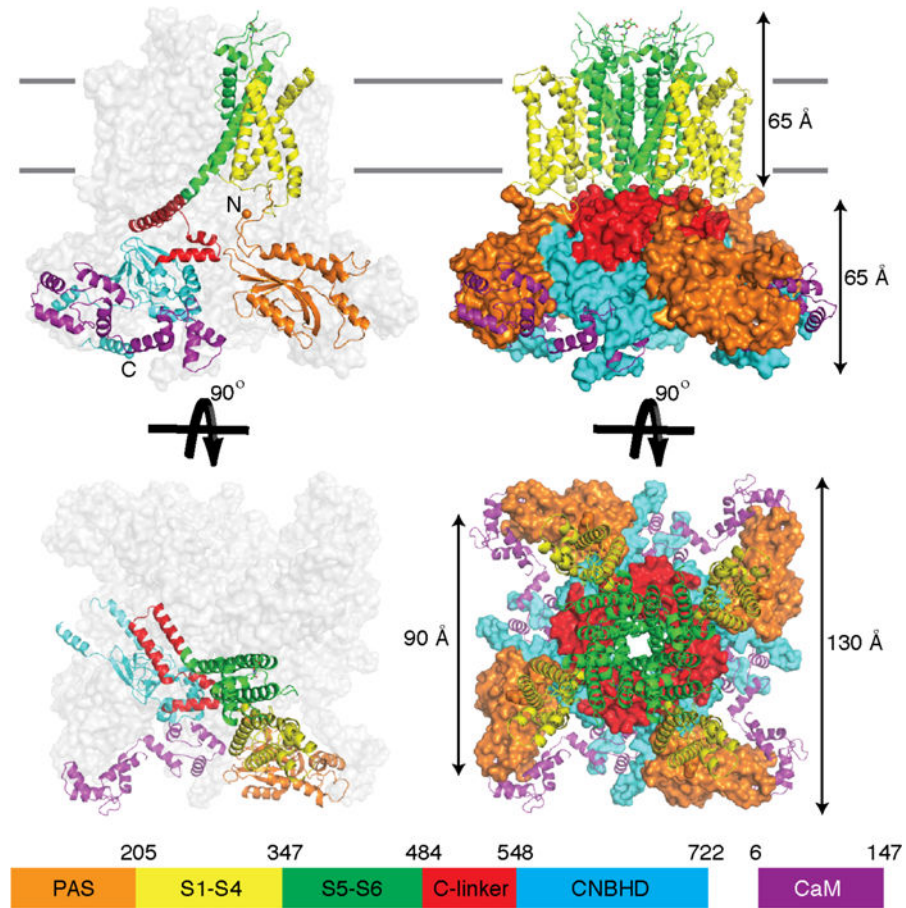 65 Å
N
65 Å
C
90°
90°
90 Å
130 Å
205 347 484 548 722 6 147
PAS S1-S4 S5-S6 C-linker CNBHD CaM